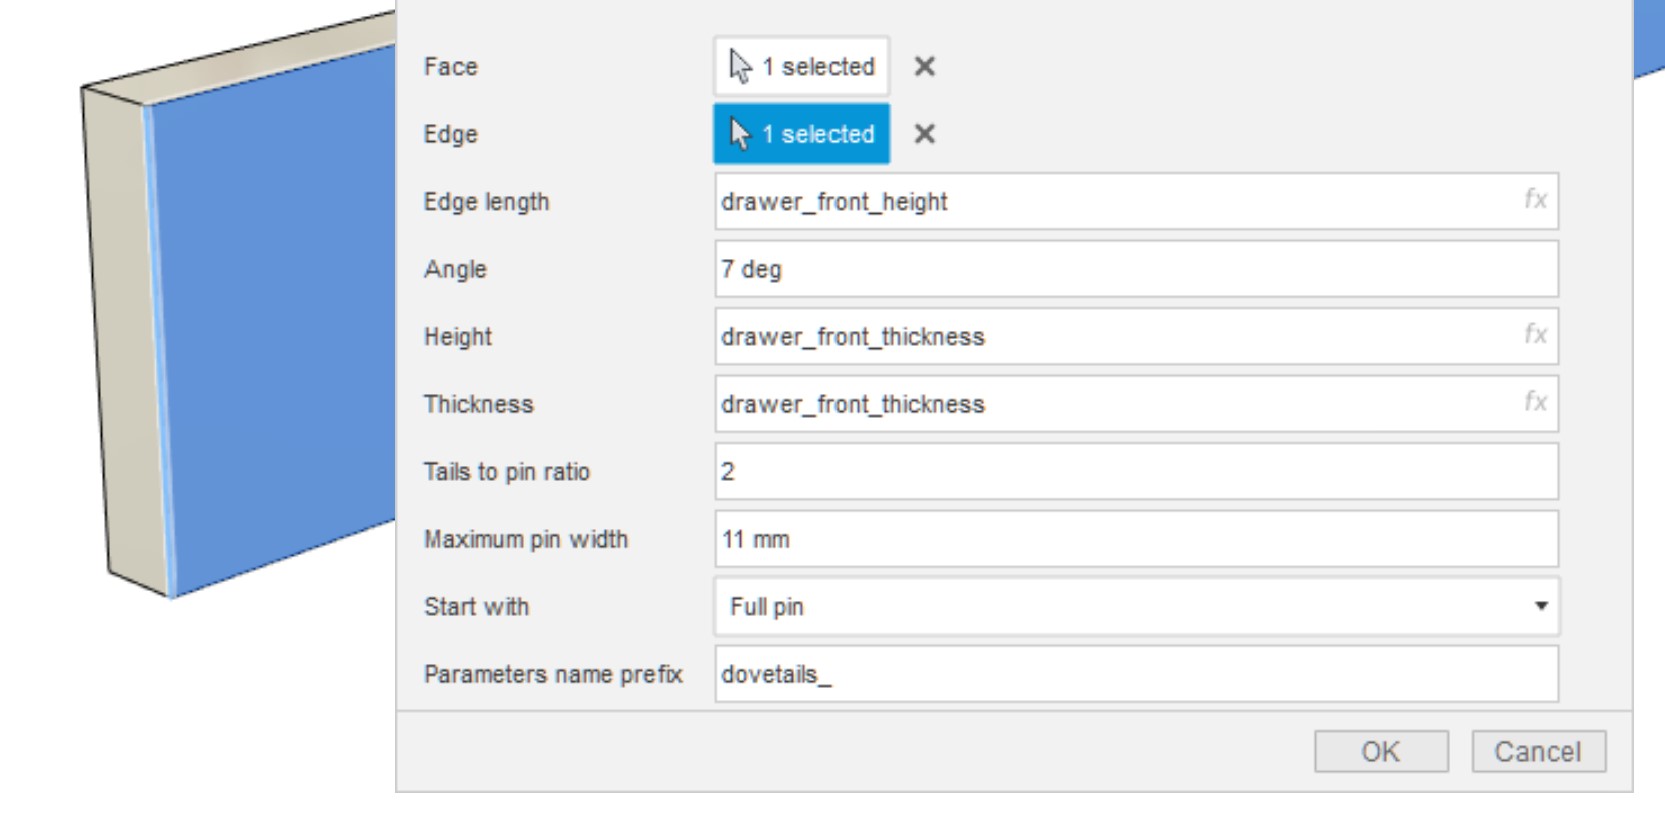 Face 1 selected
Edge 1 selected
Edge length drawer_front_height fx
Angle 7 deg
Height drawer_front_thickness fx
Thickness drawer_front_thickness fx
Tails to pin ratio 2
Maximum pin width 11 mm
Start with Full pin
Parameters name prefix dovetails_
OK Cancel